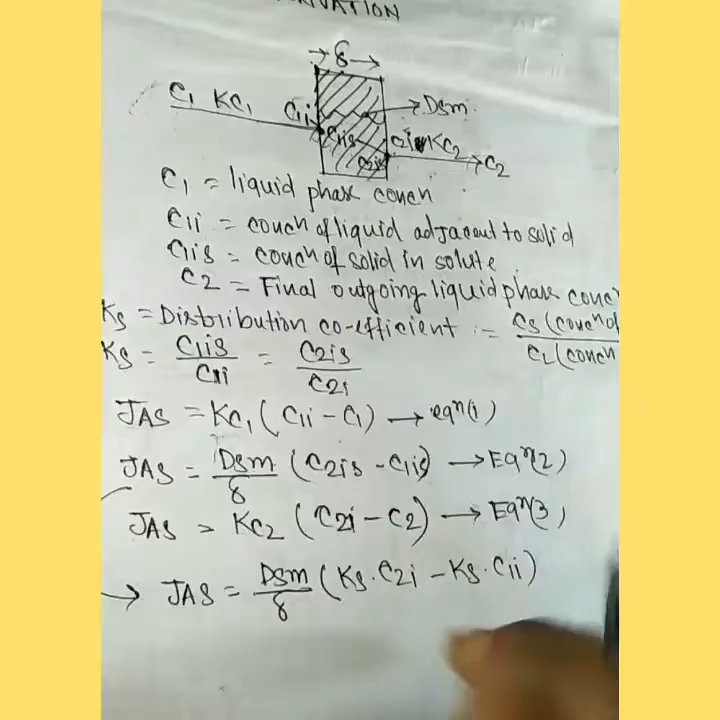 → δ →
C1 KC1 C1i → Dsm
C1is C2is C2i KC2 → C2
C1 = liquid phase concn
C1i = concn of liquid adjacent to solid
C1is = concn of solid in solute
C2 = Final outgoing liquid phase concn
Ks = Distribution co-efficient := Cs (concn of / CL (concn
Ks = C1is / C1i = C2is / C2i
JAS = KC1 (C1i - C1) → eqn(1)
JAS = Dsm / δ (C2is - C1is) → Eqn(2)
JAS = KC2 (C2i - C2) → Eqn(3)
→ JAS = Dsm / δ (Ks.C2i - Ks.C1i)